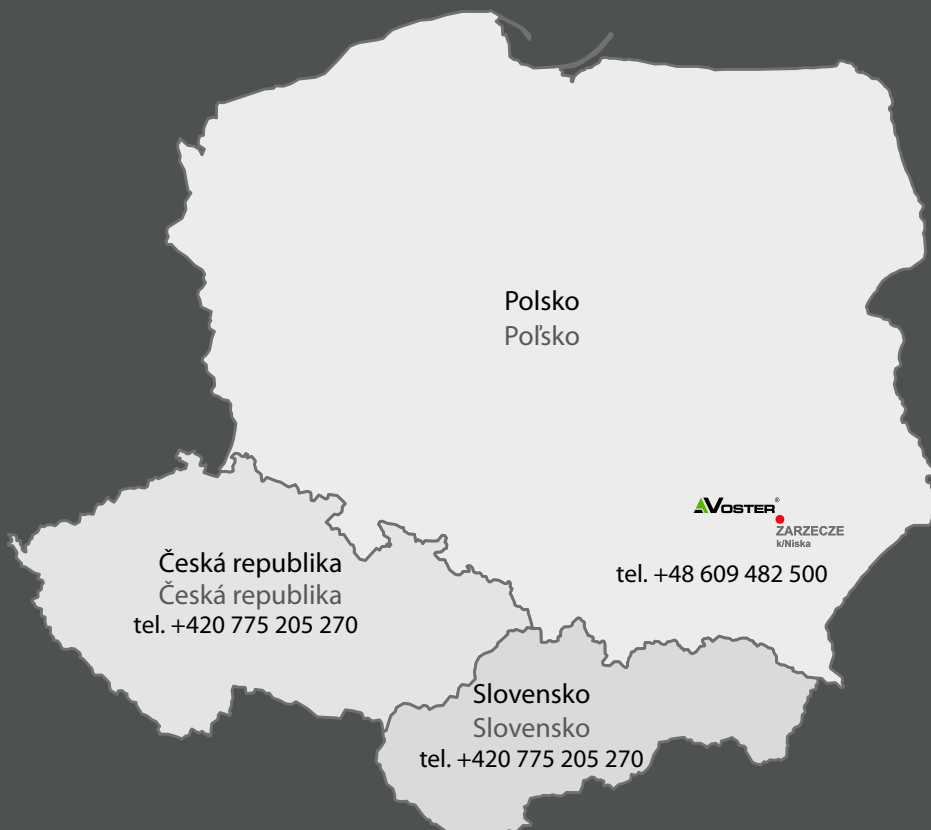 Polsko
Poľsko
VOSTER®
ZARZECZE
k/Niska
tel. +48 609 482 500
Česká republika
Česká republika
tel. +420 775 205 270
Slovensko
Slovensko
tel. +420 775 205 270